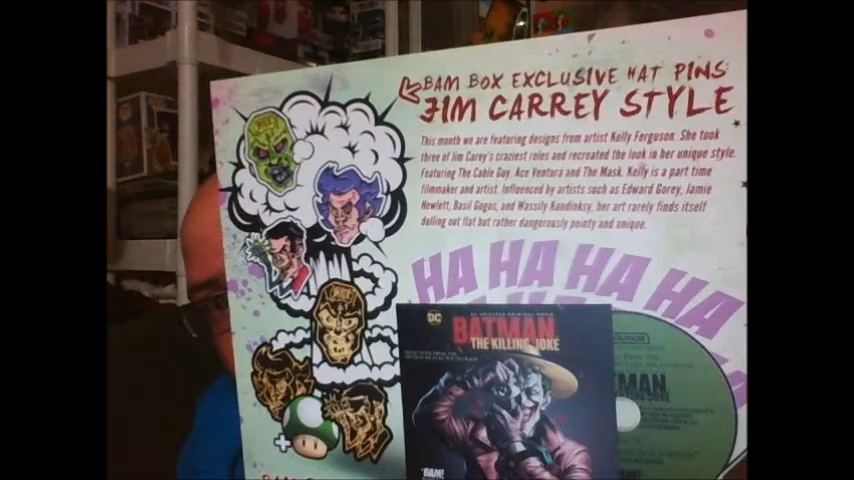 BAM BOX EXCLUSIVE HAT PINS
JIM CARREY STYLE
This month we are featuring designs from artist Kelly Ferguson. She took
three of Jim Carey's craziest roles and recreated the look in her unique style.
Featuring The Cable Guy, Ace Ventura and The Mask. Kelly is a part time
filmmaker and artist, influenced by artists such as Edward Gorey, Jamie
Hewlett, Basil Gogos, and Wassily Kandinksy, her art rarely finds itself
dolling out flat but rather dangerously pointy and unique.
HA HA HA HA HA
DC
BATMAN
THE KILLING JOKE
BAM!